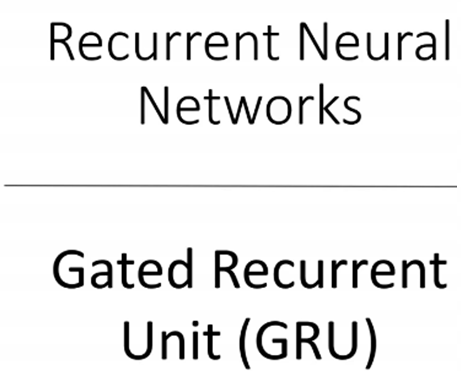 Recurrent Neural
Networks
Gated Recurrent
Unit (GRU)